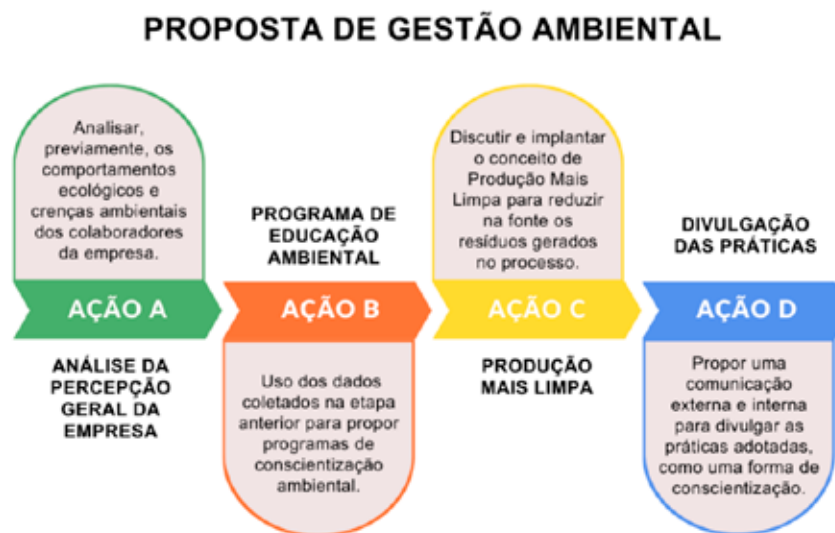 PROPOSTA DE GESTÃO AMBIENTAL
Analisar,
previamente, os
comportamentos
ecológicos e
crenças ambientais
dos colaboradores
da empresa.
AÇÃO A
ANÁLISE DA
PERCEPÇÃO
GERAL DA
EMPRESA
PROGRAMA DE
EDUCAÇÃO
AMBIENTAL
AÇÃO B
Uso dos dados
coletados na etapa
anterior para propor
programas de
conscientização
ambiental.
Discutir e implantar
o conceito de
Produção Mais
Limpa para reduzir
na fonte os
resíduos gerados
no processo.
AÇÃO C
PRODUÇÃO
MAIS LIMPA
DIVULGAÇÃO
DAS PRÁTICAS
AÇÃO D
Propor uma
comunicação
externa e interna
para divulgar as
práticas adotadas,
como uma forma de
conscientização.